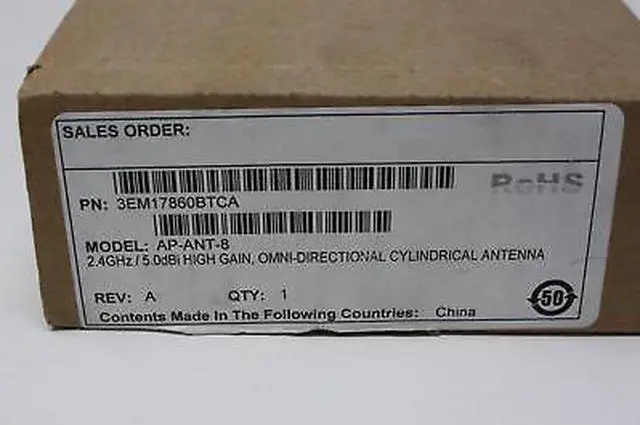 SALES ORDER:
RoHS
PN: 3EM17860BTCA
MODEL: AP-ANT-8
2.4GHz / 5.0dBi HIGH GAIN, OMNI-DIRECTIONAL CYLINDRICAL ANTENNA
REV: A QTY: 1
50
Contents Made In The Following Countries: China